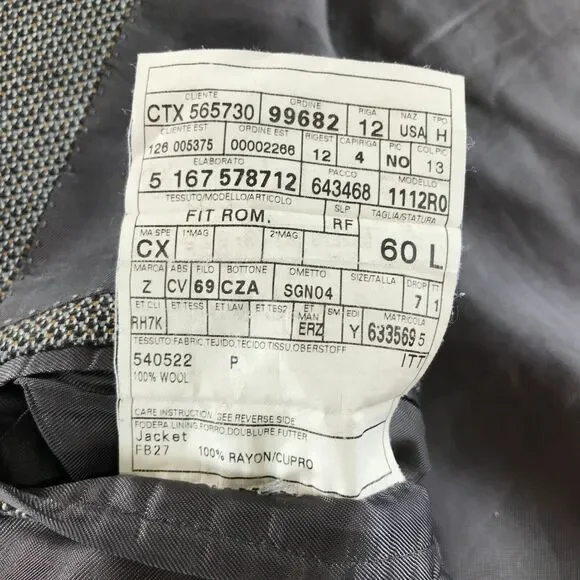 CLIENTE ORDINE RIGA NAZ TPO
CTX 565730 99682 12 USA H
CLIENTE EST ORDINE EST RIGEST CAPIRIGA PIC COL PIC
126 005375 00002266 12 4 NO 13
ELABORATO PACCO MODELLO
5 167 578712 643468 1112R0
TESSUTO/MODELLO/ARTICOLO SLP TAGLIA/STATURA
FIT ROM. RF
MA SPE 1*MAG 2*MAG. 60 L
CX
MARCA ABS FILO BOTTONE OMETTO SIZE/TALLA DROP TT
Z CV 69 CZA SGN04 7 1
ET CLI ET TESS ET LAV ET TES2 ET MAN SM EDI MATRICOLA
RH7K ERZ Y 633569 5
TESSUTO,FABRIC,TEJIDO,TECIDO,TISSU,OBERSTOFF ITT
540522 P
100% WOOL
CARE INSTRUCTION SEE REVERSE SIDE
FODERA,LINING,FORRO,DOUBLURE,FUTTER
Jacket
FB27 100% RAYON/CUPRO